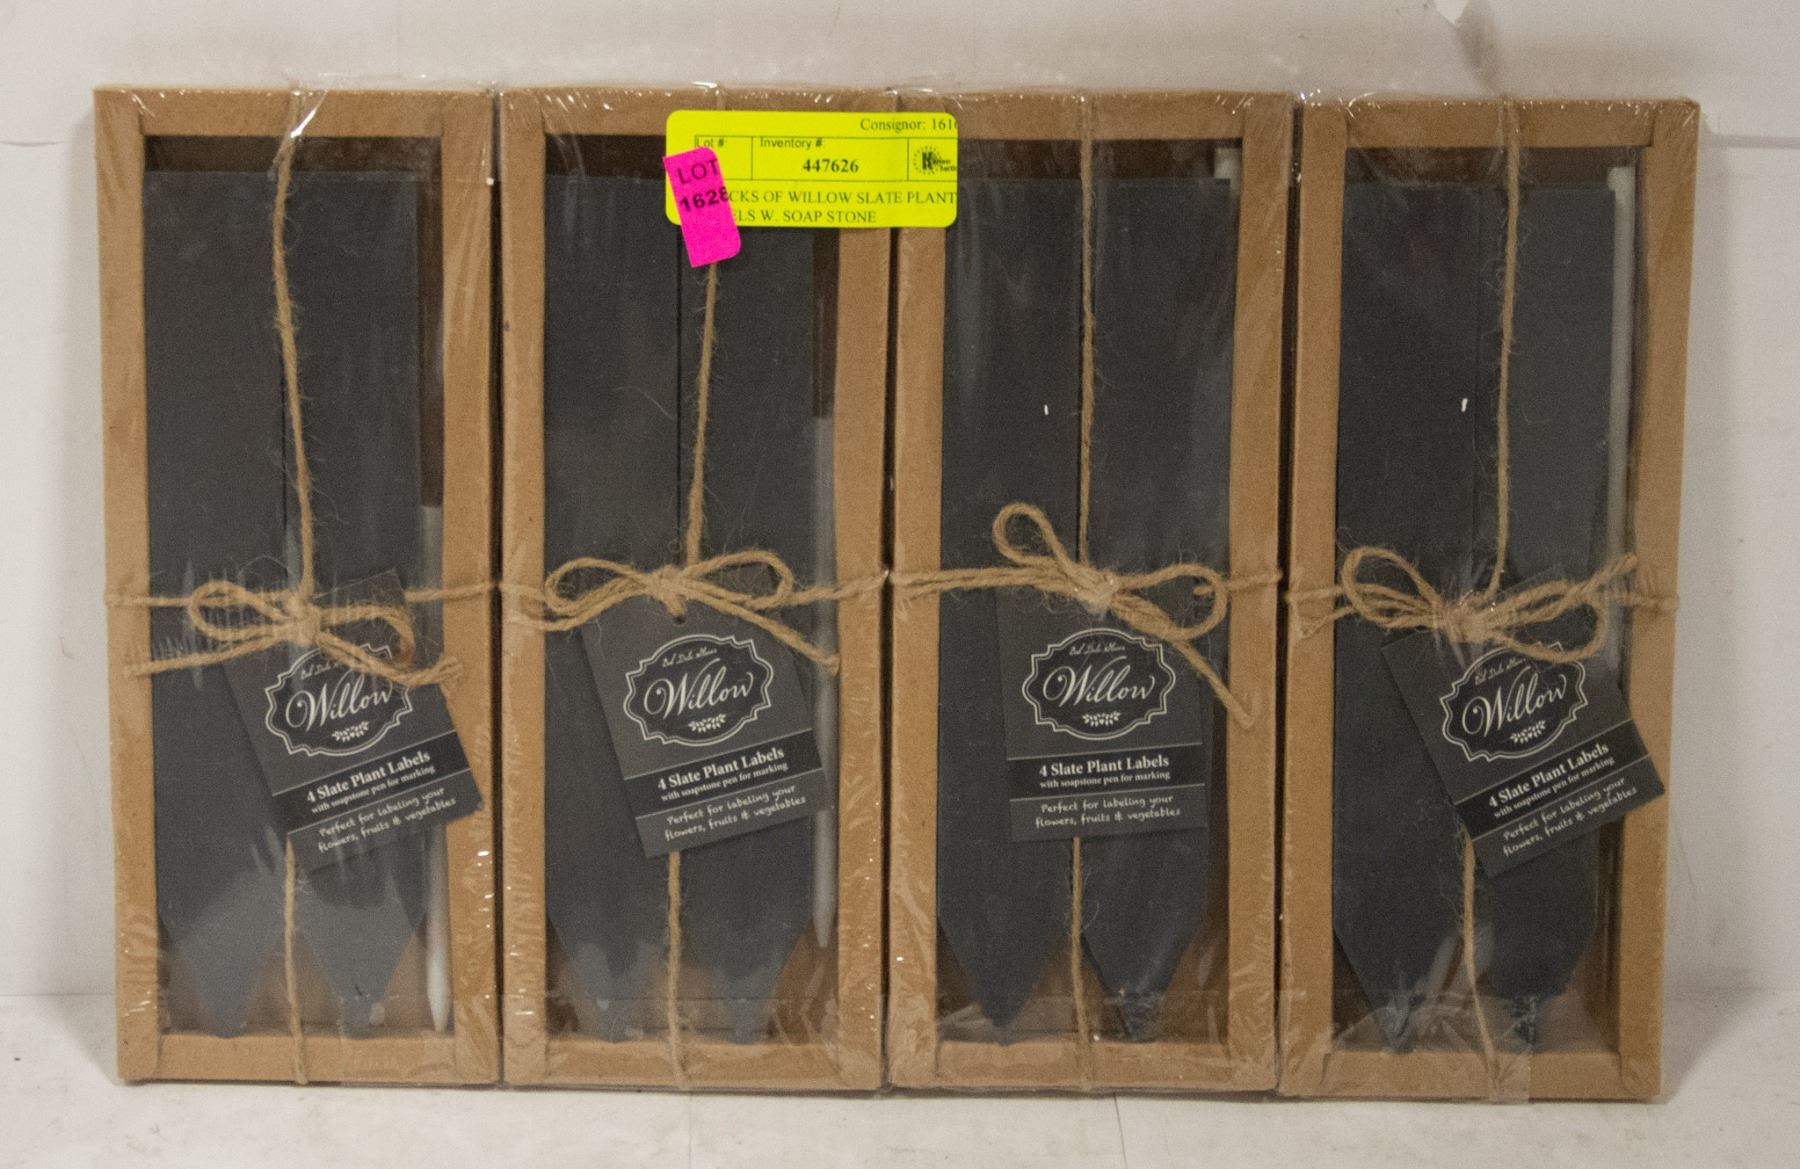 Consignor: 161
Lot # Inventory #
447626
LOT
1628
CKS OF WILLOW SLATE PLANT
ELS W. SOAP STONE
Willow
4 Slate Plant Labels
with soapstone pen for marking
Perfect for labeling your
flowers, fruits & vegetables
Willow
4 Slate Plant Labels
with soapstone pen for marking
Perfect for labeling your
flowers, fruits & vegetables
Willow
4 Slate Plant Labels
with soapstone pen for marking
Perfect for labeling your
flowers, fruits & vegetables
Willow
4 Slate Plant Labels
with soapstone pen for marking
Perfect for labeling your
flowers, fruits & vegetables